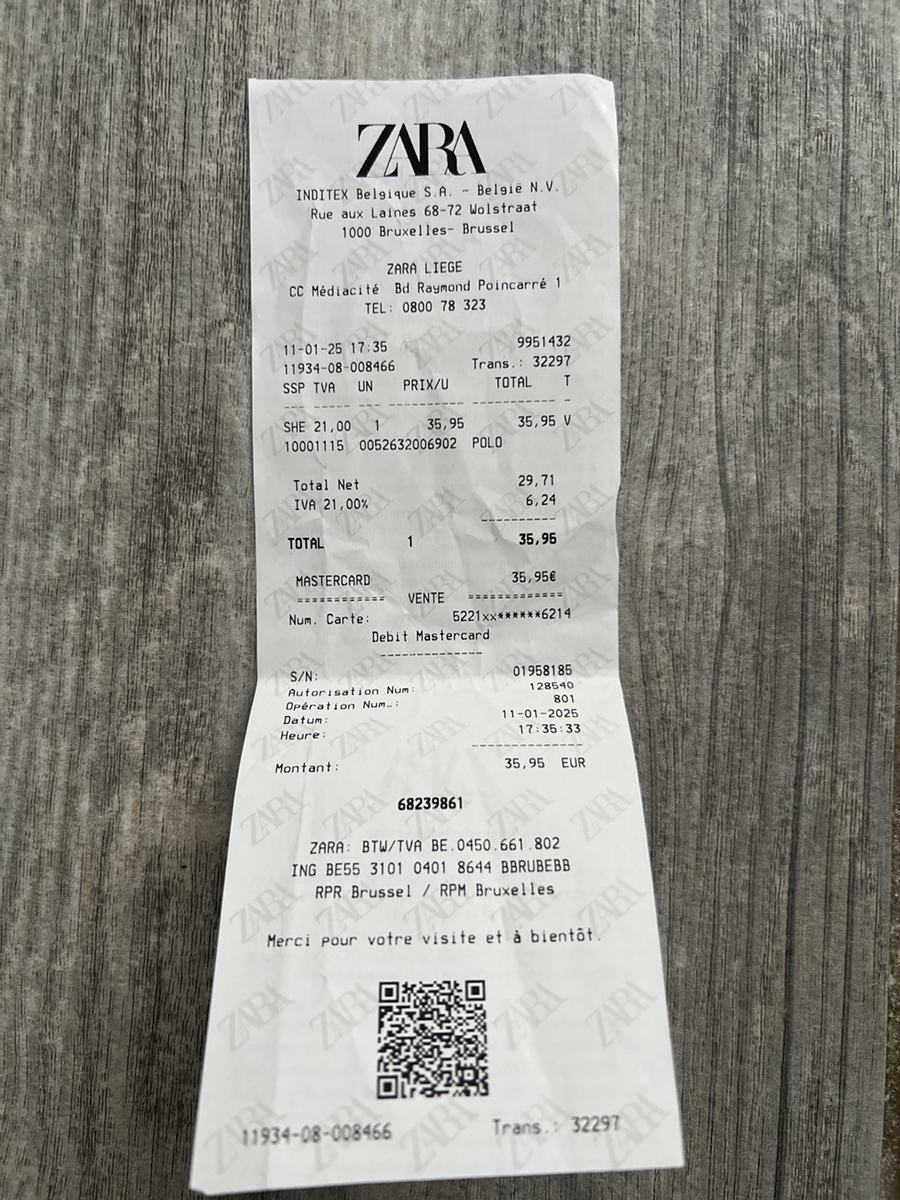 ZARA
INDITEX Belgique S.A. - België N.V.
Rue aux Laines 68-72 Wolstraat
1000 Bruxelles- Brussel
ZARA LIEGE
CC Médiacité Bd Raymond Poincarré 1
TEL: 0800 78 323
11-01-25 17:35 9951432
11934-08-008466 Trans.: 32297
SSP TVA UN PRIX/U TOTAL T
--- ----- --- ---------- ----------- -
SHE 21,00 1 35,95 35,95 V
10001115 0052632006902 POLO
Total Net 29,71
IVA 21,00% 6,24
----------
TOTAL 1 35,95
MASTERCARD 35,95€
============ VENTE =============
Num. Carte: 5221xx******6214
Debit Mastercard
--------------
S/N: 01958185
Autorisation Num: 128540
Opération Num..: 801
Datum: 11-01-2025
Heure: 17:35:33
--------------
Montant: 35,95 EUR
68239861
ZARA: BTW/TVA BE.0450.661.802
ING BE55 3101 0401 8644 BBRUBEBB
RPR Brussel / RPM Bruxelles
Merci pour votre visite et à bientôt.
11934-08-008466 Trans.: 32297